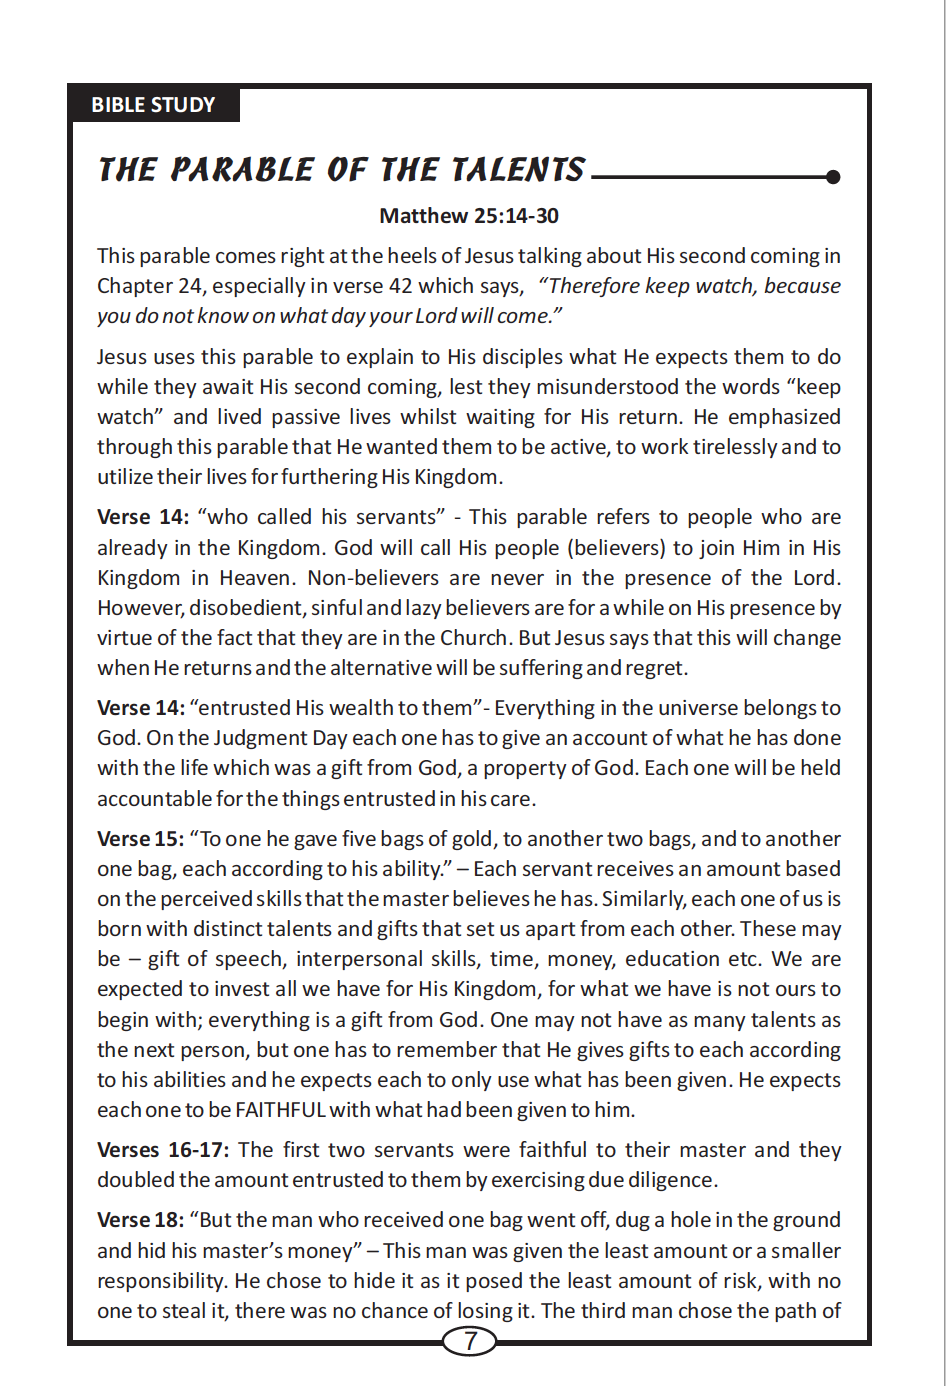 BIBLE STUDY
THE PARABLE OF THE TALENTS
Matthew 25:14-30
This parable comes right at the heels of Jesus talking about His second coming in
Chapter 24, especially in verse 42 which says, “Therefore keep watch, because
you do not know on what day your Lord will come.”
Jesus uses this parable to explain to His disciples what He expects them to do
while they await His second coming, lest they misunderstood the words “keep
watch” and lived passive lives whilst waiting for His return. He emphasized
through this parable that He wanted them to be active, to work tirelessly and to
utilize their lives for furthering His Kingdom.
Verse 14: “who called his servants” - This parable refers to people who are
already in the Kingdom. God will call His people (believers) to join Him in His
Kingdom in Heaven. Non-believers are never in the presence of the Lord.
However, disobedient, sinful and lazy believers are for a while on His presence by
virtue of the fact that they are in the Church. But Jesus says that this will change
when He returns and the alternative will be suffering and regret.
Verse 14: “entrusted His wealth to them”- Everything in the universe belongs to
God. On the Judgment Day each one has to give an account of what he has done
with the life which was a gift from God, a property of God. Each one will be held
accountable for the things entrusted in his care.
Verse 15: “To one he gave five bags of gold, to another two bags, and to another
one bag, each according to his ability.” – Each servant receives an amount based
on the perceived skills that the master believes he has. Similarly, each one of us is
born with distinct talents and gifts that set us apart from each other. These may
be – gift of speech, interpersonal skills, time, money, education etc. We are
expected to invest all we have for His Kingdom, for what we have is not ours to
begin with; everything is a gift from God. One may not have as many talents as
the next person, but one has to remember that He gives gifts to each according
to his abilities and he expects each to only use what has been given. He expects
each one to be FAITHFUL with what had been given to him.
Verses 16-17: The first two servants were faithful to their master and they
doubled the amount entrusted to them by exercising due diligence.
Verse 18: “But the man who received one bag went off, dug a hole in the ground
and hid his master’s money” – This man was given the least amount or a smaller
responsibility. He chose to hide it as it posed the least amount of risk, with no
one to steal it, there was no chance of losing it. The third man chose the path of
7